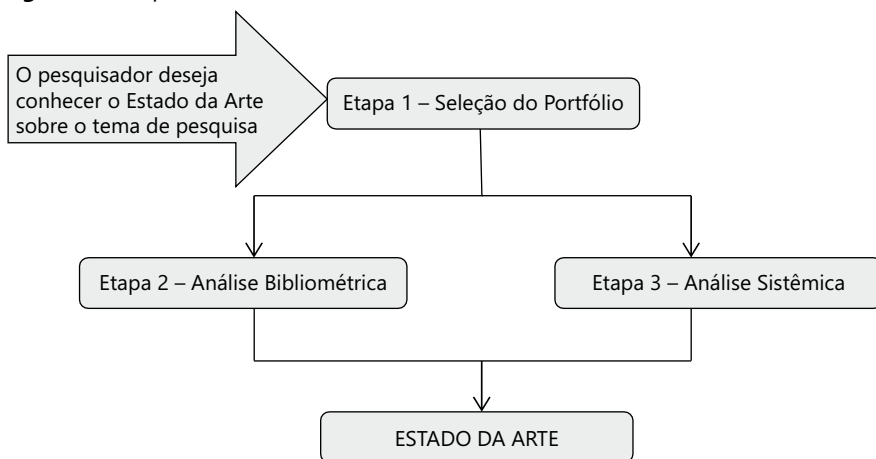 O pesquisador deseja
conhecer o Estado da Arte
sobre o tema de pesquisa
Etapa 1 – Seleção do Portfólio
Etapa 2 – Análise Bibliométrica
Etapa 3 – Análise Sistêmica
ESTADO DA ARTE